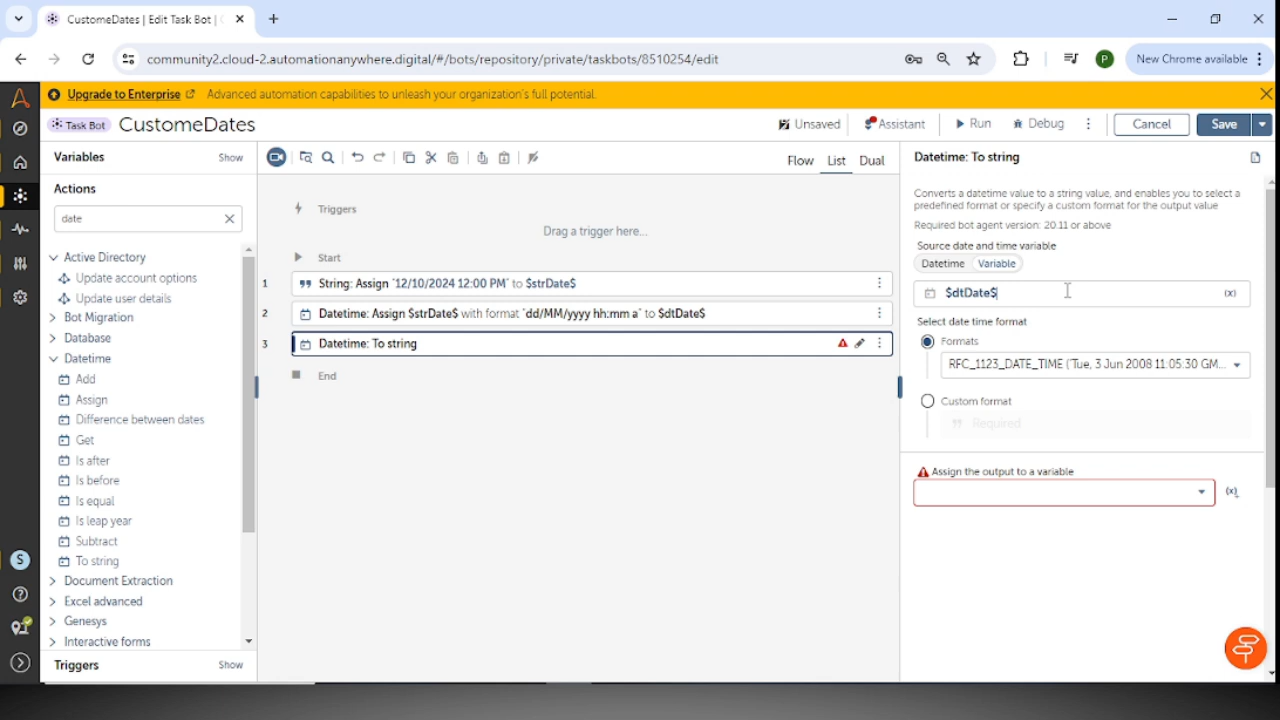 CustomeDates | Edit Task Bot |
community2.cloud-2.automationanywhere.digital/#/bots/repository/private/taskbots/8510254/edit
P
New Chrome available
Upgrade to Enterprise
Advanced automation capabilities to unleash your organization's full potential.
Task Bot
CustomeDates
Unsaved
Assistant
Run
Debug
Cancel
Save
Variables
Show
Flow
List
Dual
Datetime: To string
Actions
date
Converts a datetime value to a string value, and enables you to select a
predefined format or specify a custom format for the output value
Required bot agent version: 20.11 or above
Triggers
Drag a trigger here...
Source date and time variable
Datetime
Variable
Start
$dtDate$
(x)
1
String: Assign "12/10/2024 12:00 PM" to $strDate$
2
Datetime: Assign $strDate$ with format "dd/MM/yyyy hh:mm a" to $dtDate$
3
Datetime: To string
End
Select date time format
Formats
RFC_1123_DATE_TIME ('Tue, 3 Jun 2008 11:05:30 GM...
Custom format
Required
Assign the output to a variable
(x)
Active Directory
Update account options
Update user details
Bot Migration
Database
Datetime
Add
Assign
Difference between dates
Get
Is after
Is before
Is equal
Is leap year
Subtract
To string
Document Extraction
Excel advanced
Genesys
Interactive forms
Triggers
Show
S